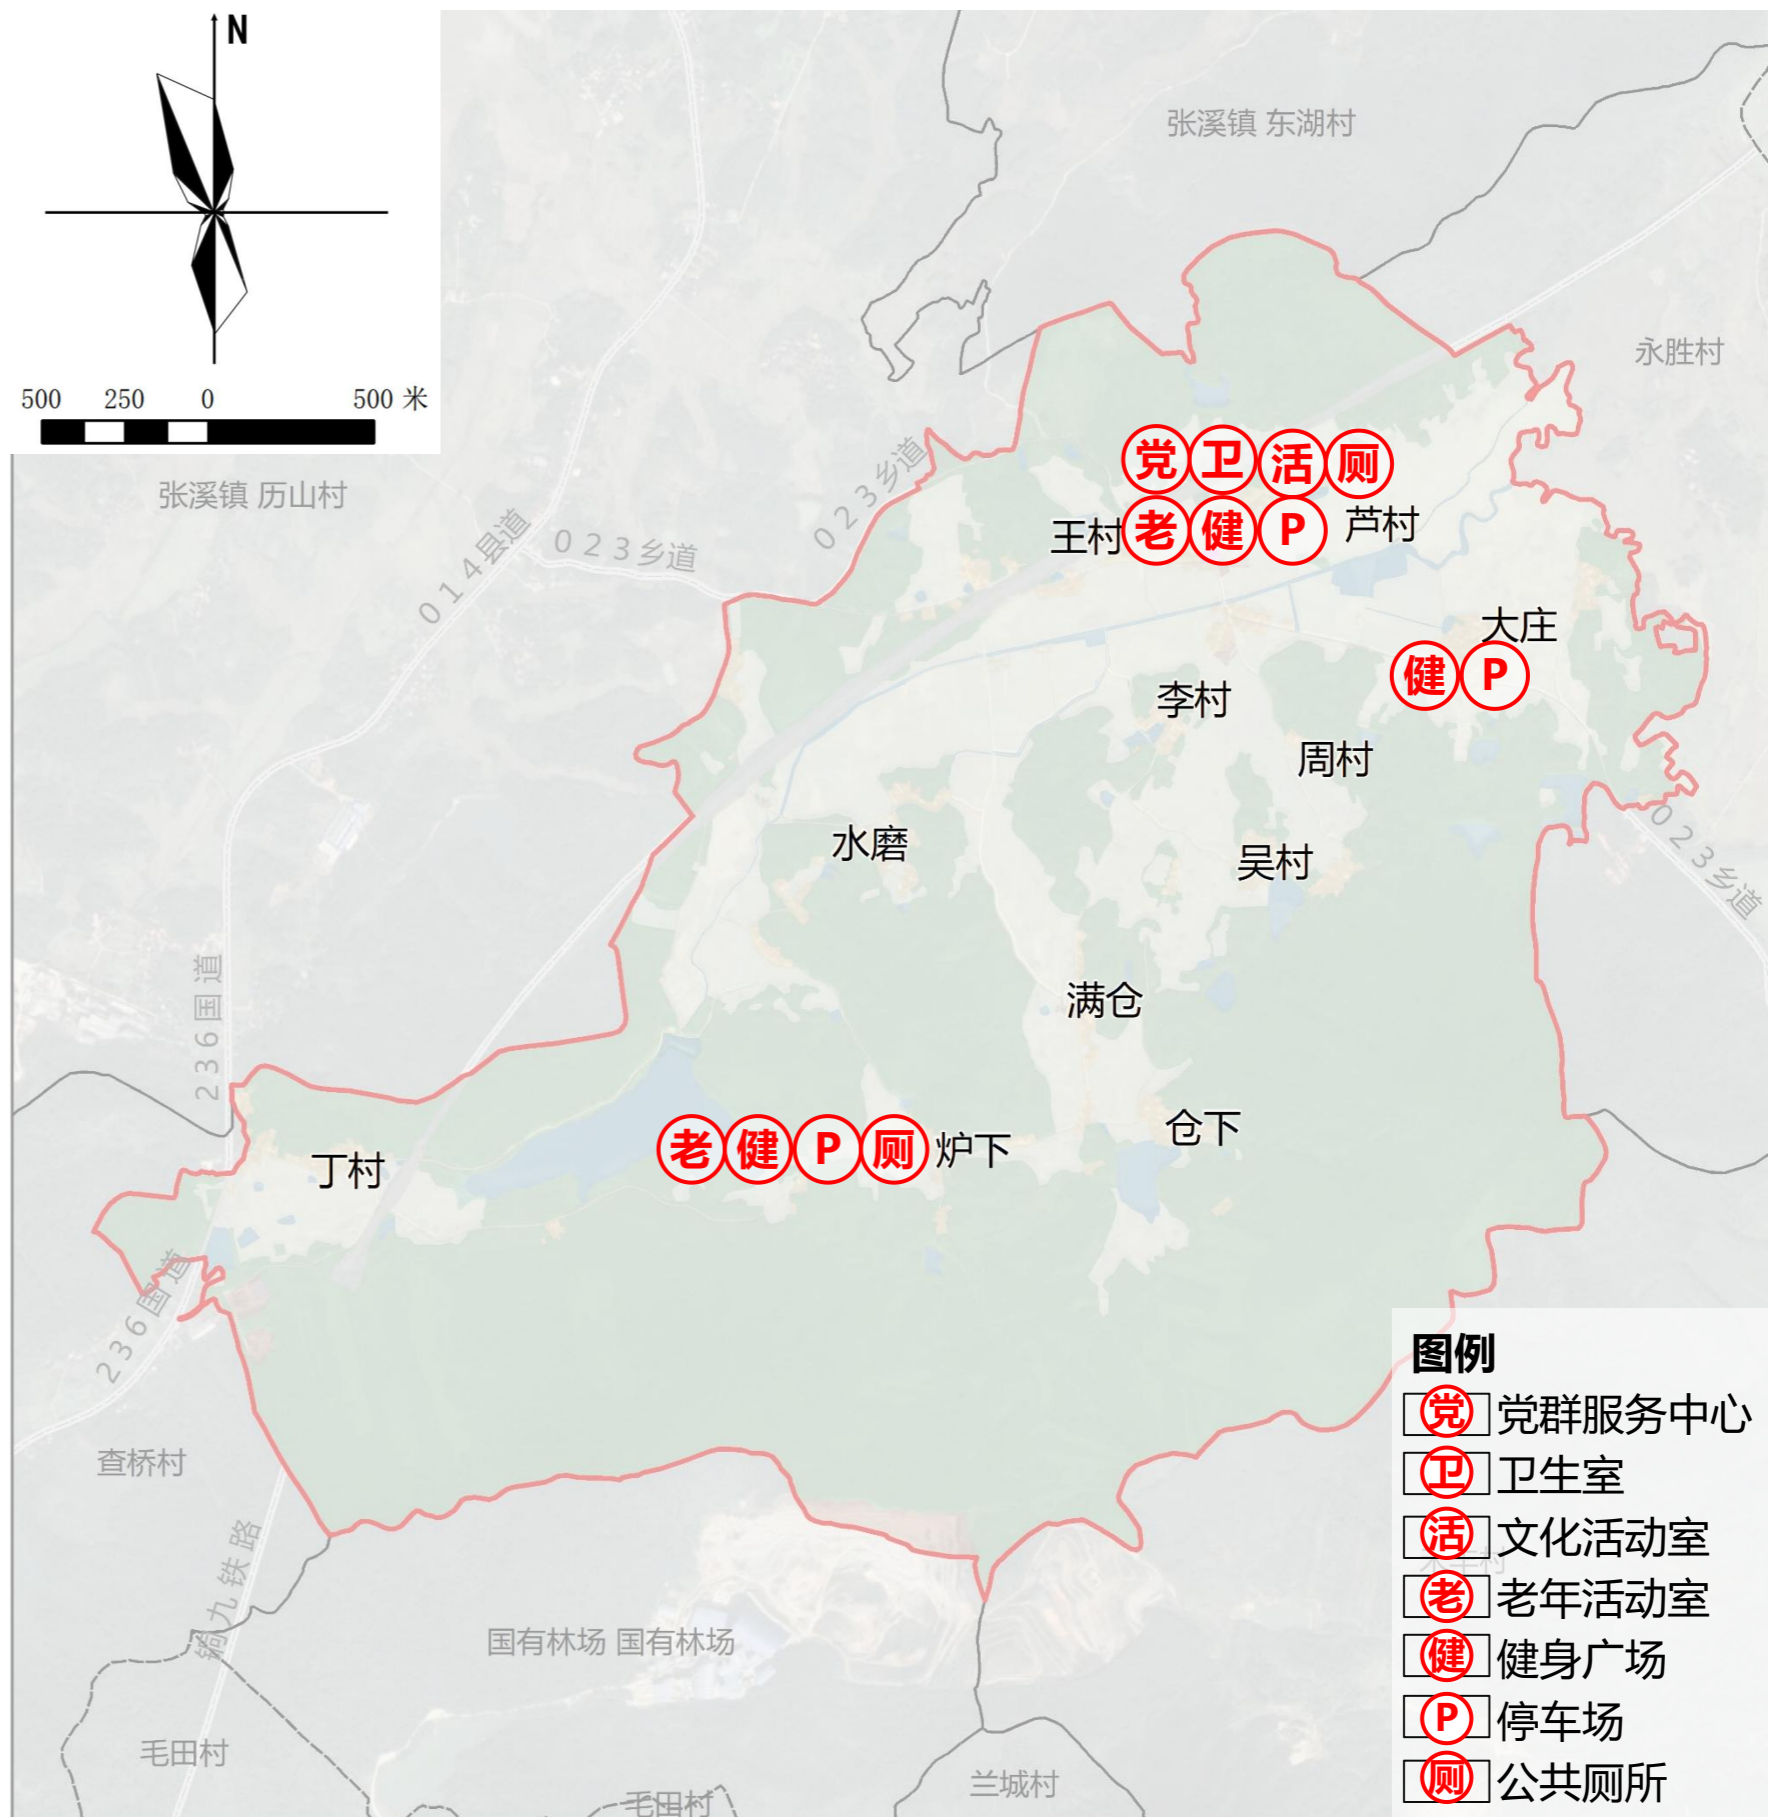 N
500 250 0 500 米
张溪镇 东湖村
永胜村
张溪镇 历山村
014县道
023乡道
023乡道
党 卫 活 厕
王村 老 健 P 芦村
大庄
健 P
李村
周村
水磨
吴村
023乡道
236国道
满仓
仓下
老 健 P 厕 炉下
丁村
236国道
查桥村
铜九铁路
国有林场 国有林场
毛田村
毛田村
兰城村
图例
党 党群服务中心
卫 卫生室
活 文化活动室
老 老年活动室
健 健身广场
P 停车场
厕 公共厕所